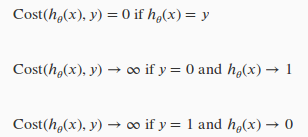 Cost(hθ(x), y) = 0 if hθ(x) = y
Cost(hθ(x), y) → ∞ if y = 0 and hθ(x) → 1
Cost(hθ(x), y) → ∞ if y = 1 and hθ(x) → 0